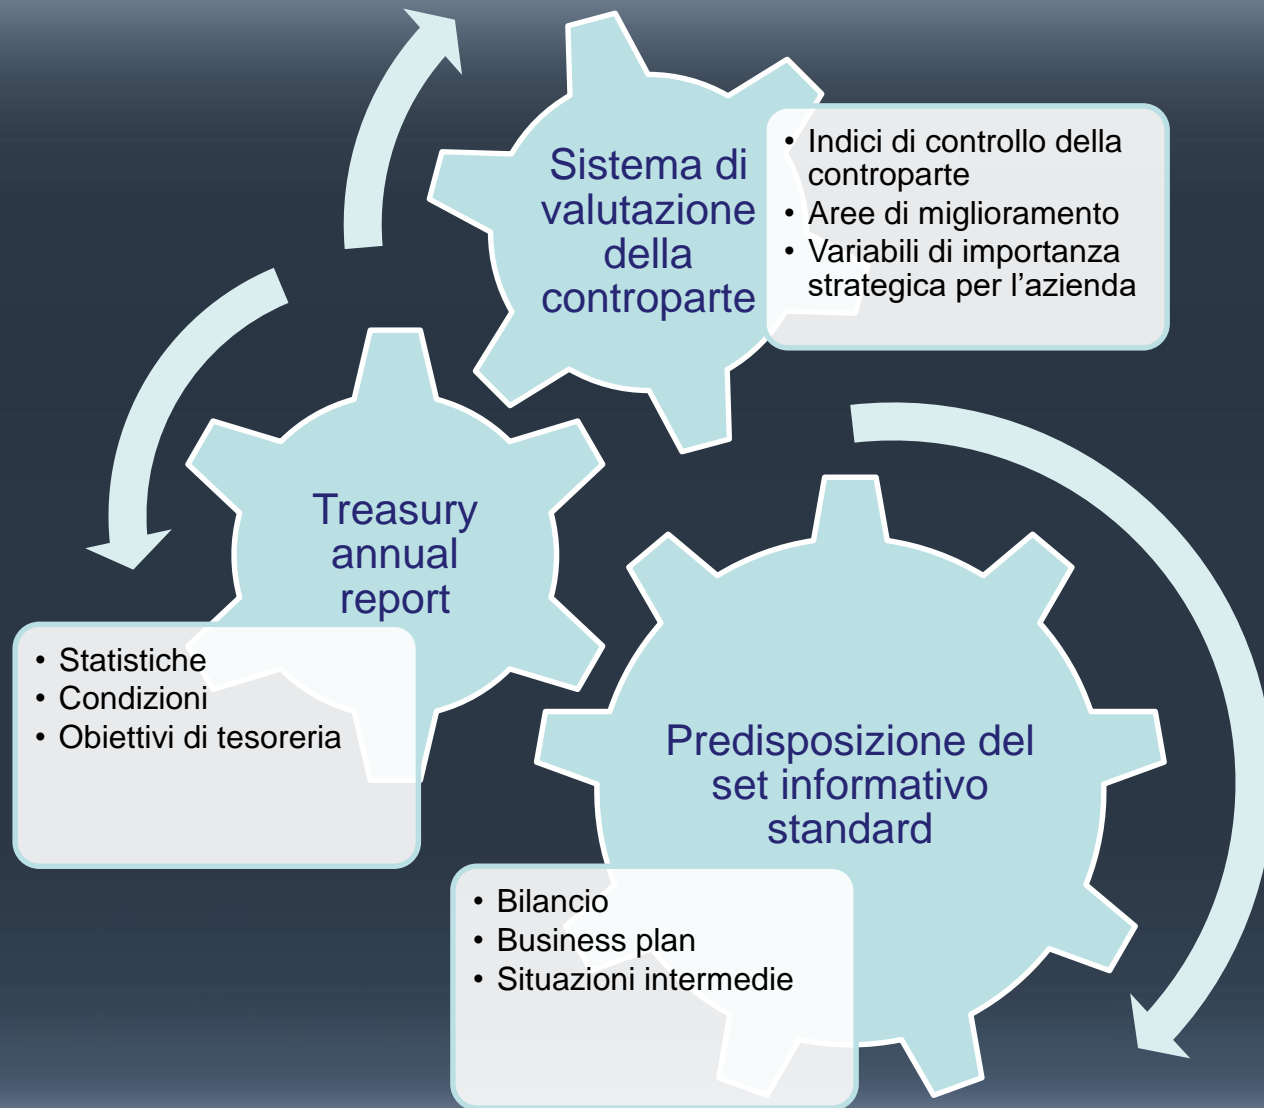 Sistema di
valutazione
della
controparte
• Indici di controllo della
controparte
• Aree di miglioramento
• Variabili di importanza
strategica per l’azienda
Treasury
annual
report
• Statistiche
• Condizioni
• Obiettivi di tesoreria
Predisposizione del
set informativo
standard
• Bilancio
• Business plan
• Situazioni intermedie